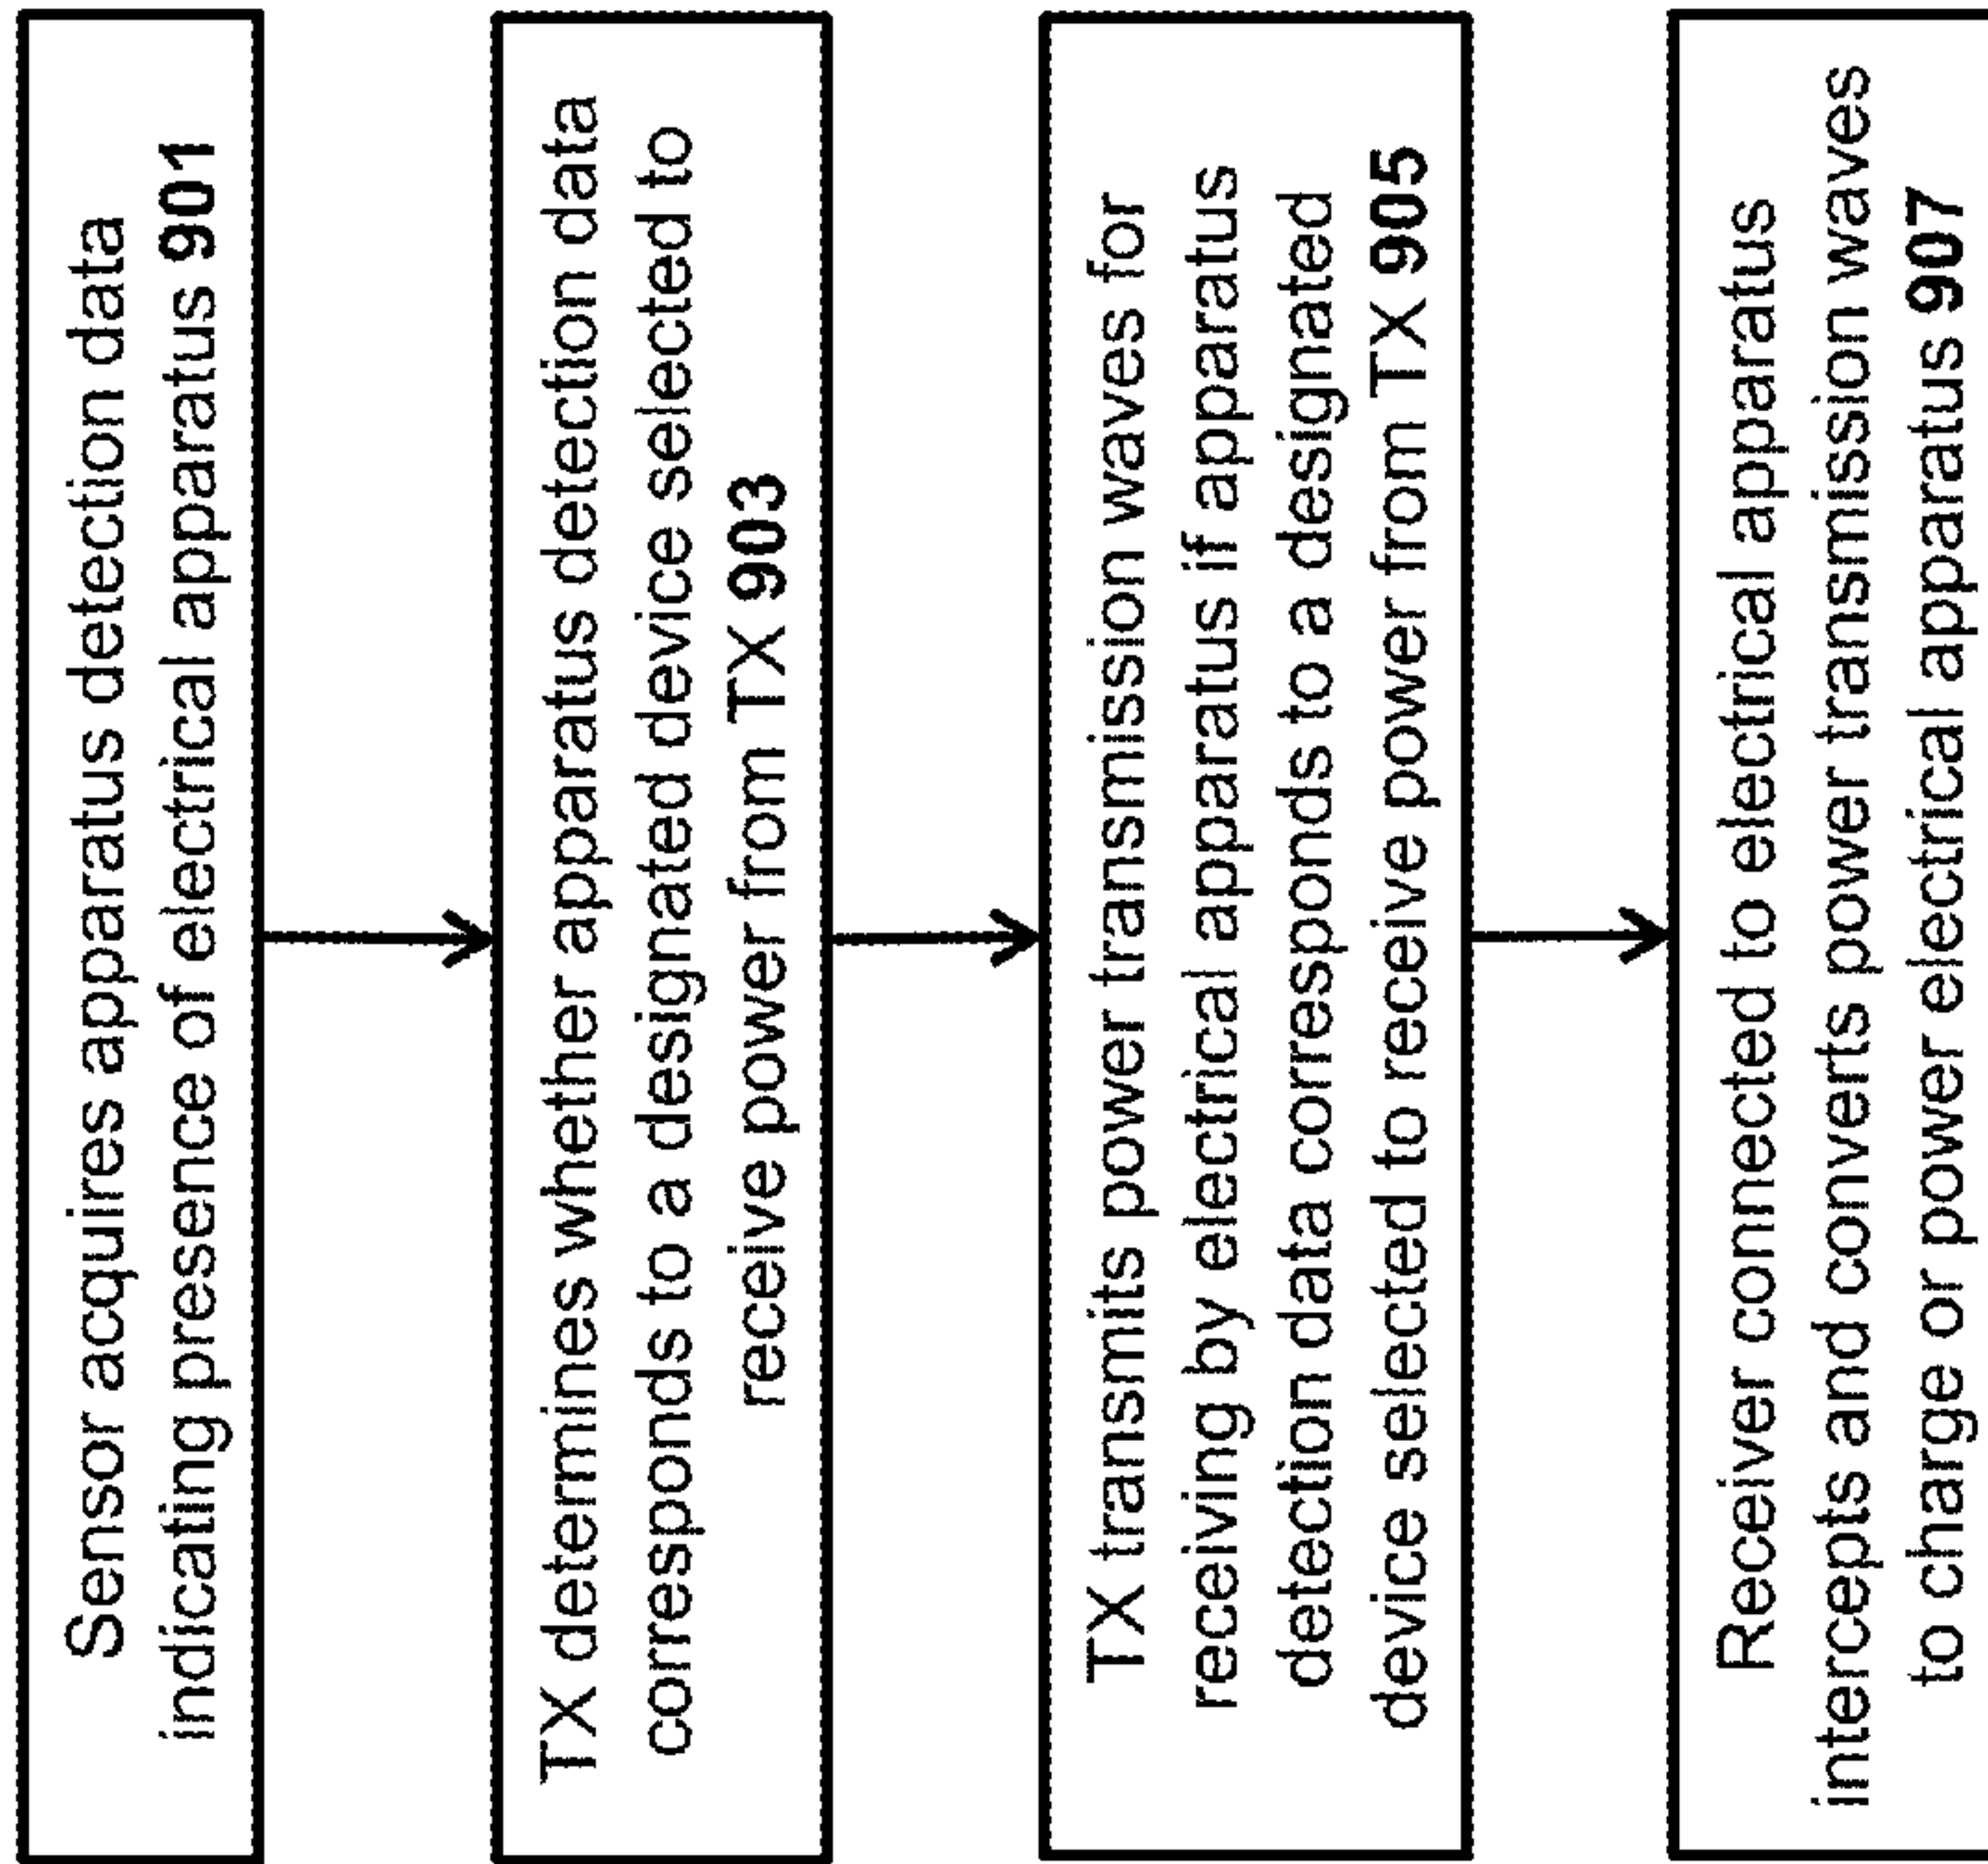 Sensor acquires apparatus detection data
indicating presence of electrical apparatus 901
TX determines whether apparatus detection data
corresponds to a designated device selected to
receive power from TX 903
TX transmits power transmission waves for
receiving by electrical apparatus if apparatus
detection data corresponds to a designated
device selected to receive power from TX 905
Receiver connected to electrical apparatus
intercepts and converts power transmission waves
to charge or power electrical apparatus 907